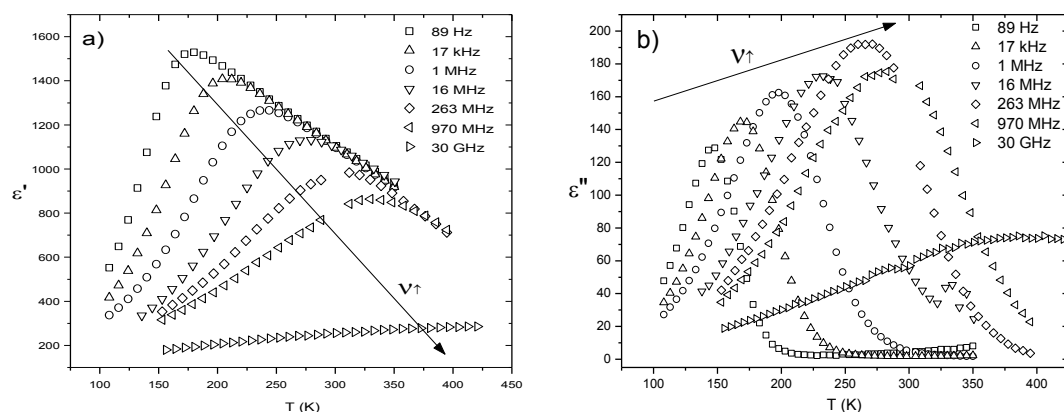 a)
89 Hz
17 kHz
1 MHz
16 MHz
263 MHz
970 MHz
30 GHz
1600
1400
1200
1000
800
600
400
200
ε'
ν↑
100 150 200 250 300 350 400 450
T (K)
b)
89 Hz
17 kHz
1 MHz
16 MHz
263 MHz
970 MHz
30 GHz
200
180
160
140
120
100
80
60
40
20
0
ε"
ν↑
100 150 200 250 300 350 400
T (K)